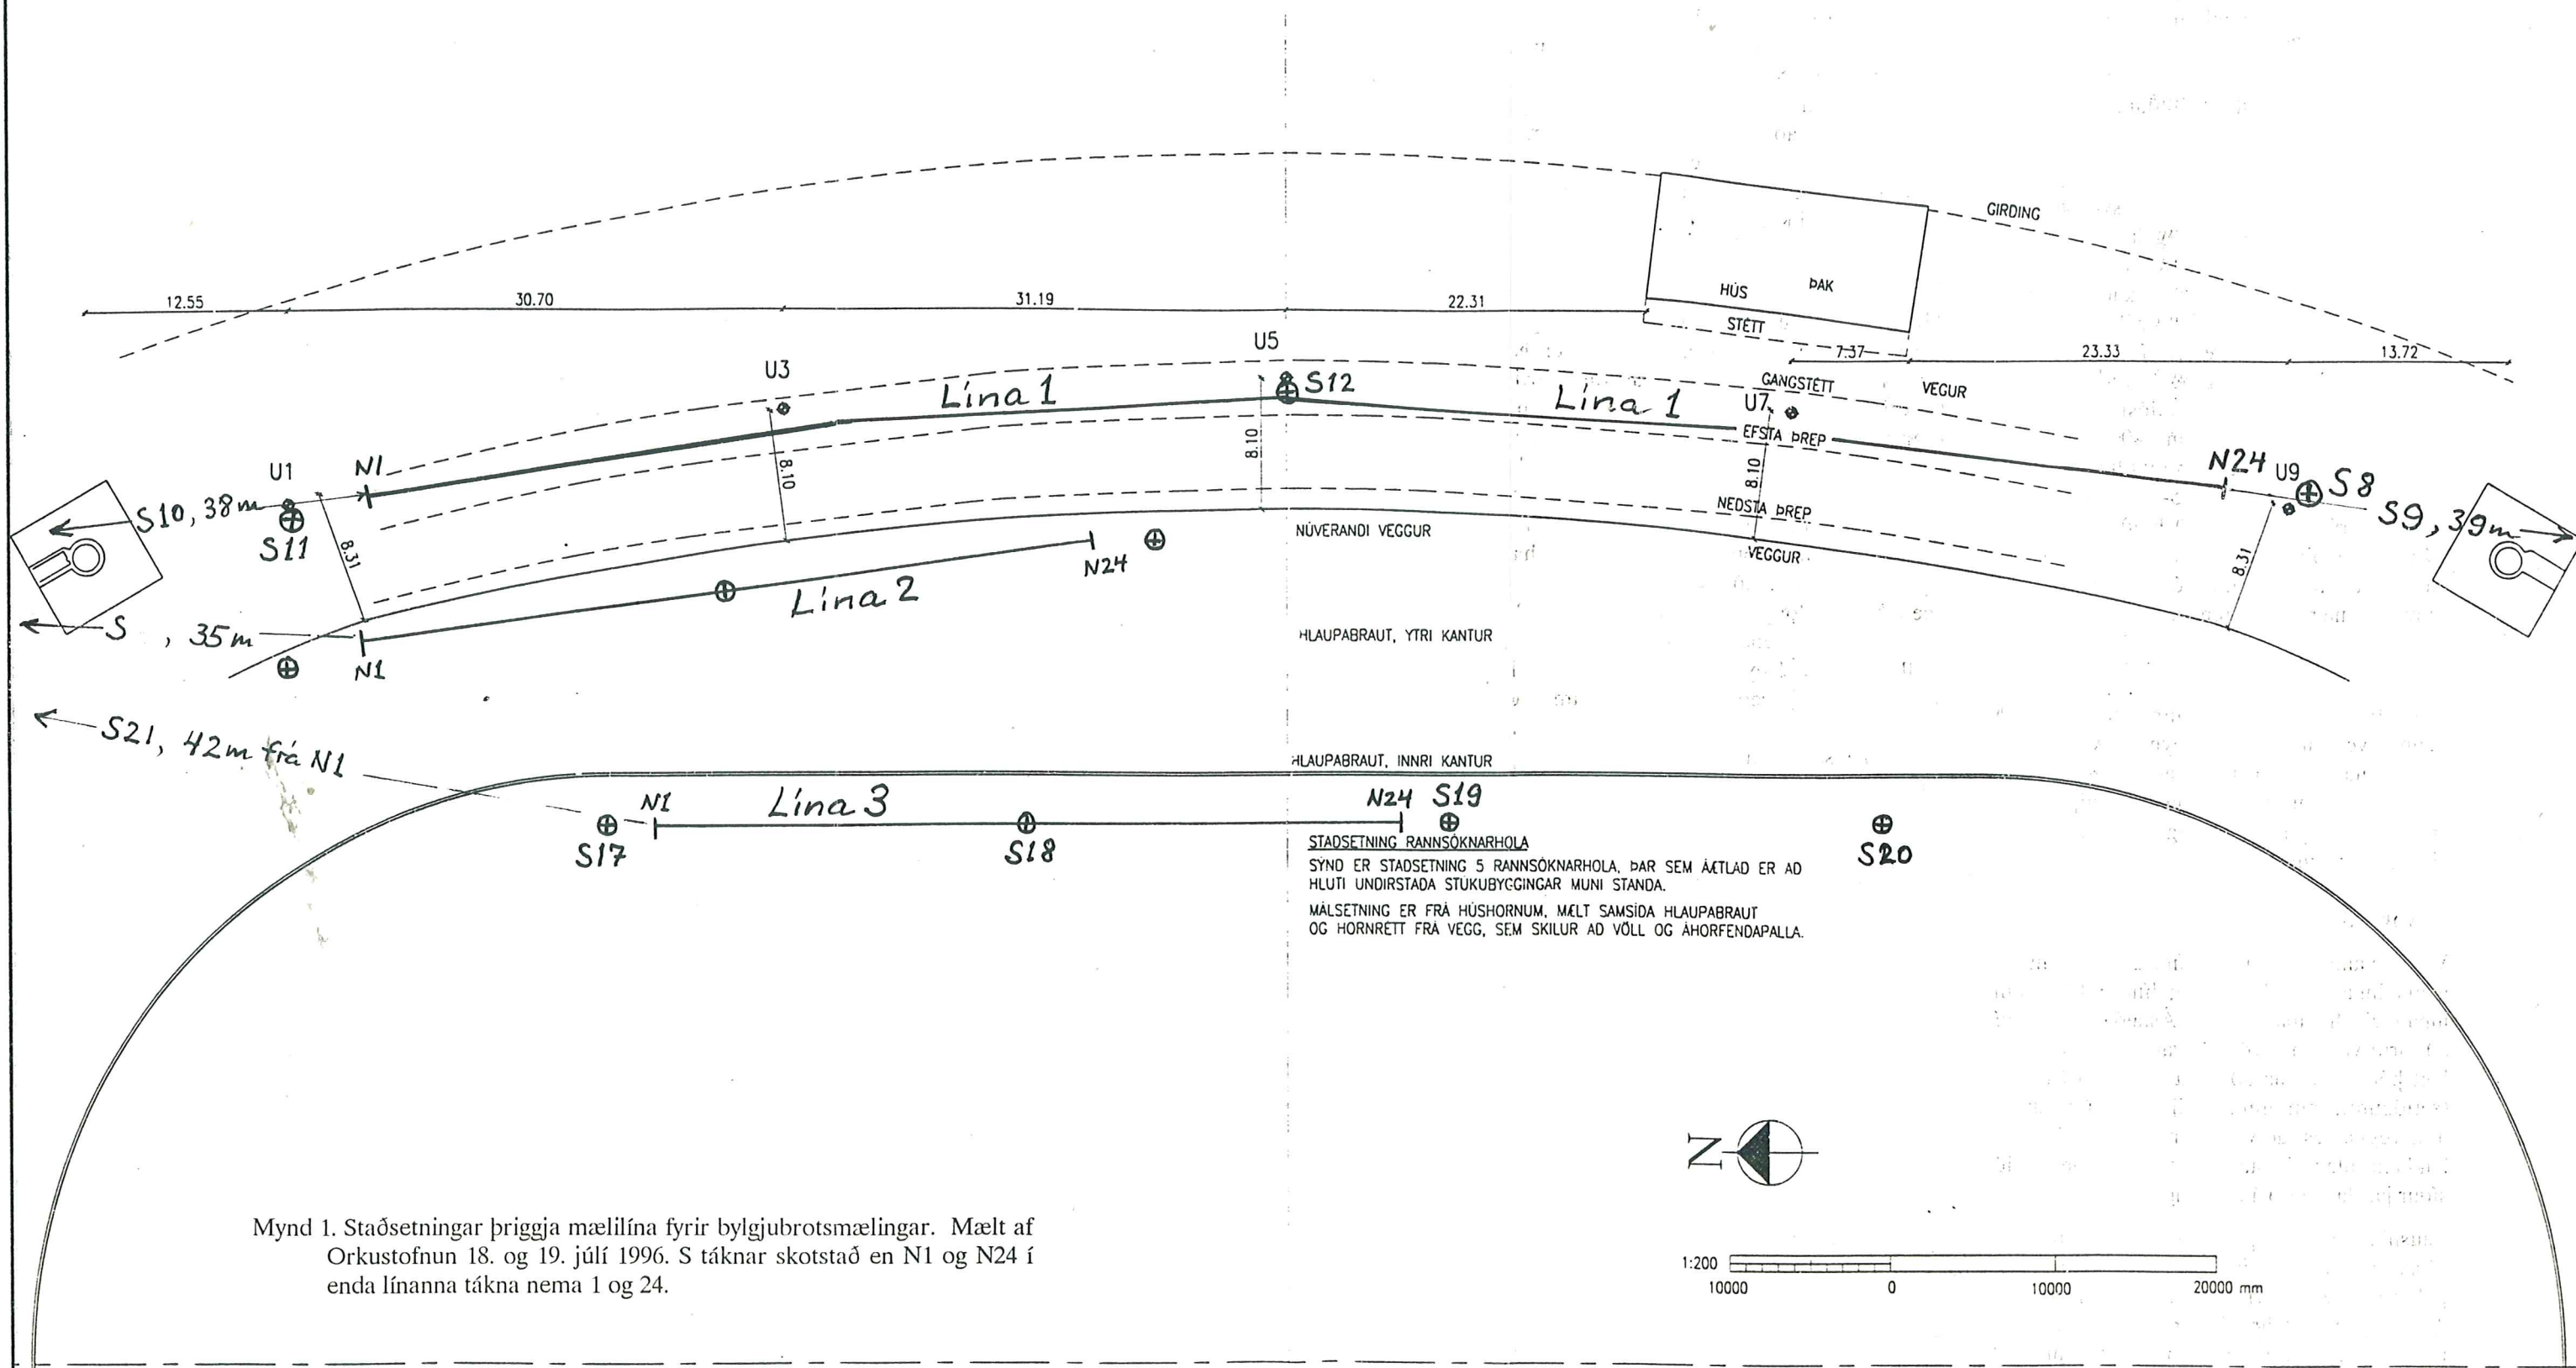 GIRDING
12.55
30.70
31.19
22.31
HÚS
ÞAK
STÉTT
7.37
23.33
13.72
U3
U5
S12
Lína 1
Lína 1
GANGSTÉTT
VEGUR
U7
EFSTA ÞREP
U1
N1
8.10
8.10
8.10
N24
U9
S8
S10, 38m
S11
8.31
S9, 39m
8.31
NEDSTA ÞREP
NÚVERANDI VEGGUR
VEGGUR
N24
Lína 2
S , 35m
N1
HLAUPABRAUT, YTRI KANTUR
S21, 42m frá N1
HLAUPABRAUT, INNRI KANTUR
N1
Lína 3
N24
S19
S17
S18
S20
STADSETNING RANNSÓKNARHOLA
SÝND ER STADSETNING 5 RANNSÓKNARHOLA, ÞAR SEM ÁÆTLAD ER AD
HLUTI UNDIRSTADA STÚKUBYGGINGAR MUNI STANDA.
MÁLSETNING ER FRÁ HÚSHORNUM, MÆLT SAMSÍDA HLAUPABRAUT
OG HORNRÉTT FRÁ VEGG, SEM SKILUR AD VÖLL OG ÁHORFENDAPALLA.
N
Mynd 1. Staðsetningar þriggja mælilína fyrir bylgjubrotsmælingar. Mælt af
Orkustofnun 18. og 19. júlí 1996. S táknar skotstað en N1 og N24 í
enda línanna tákna nema 1 og 24.
1:200
10000
0
10000
20000 mm